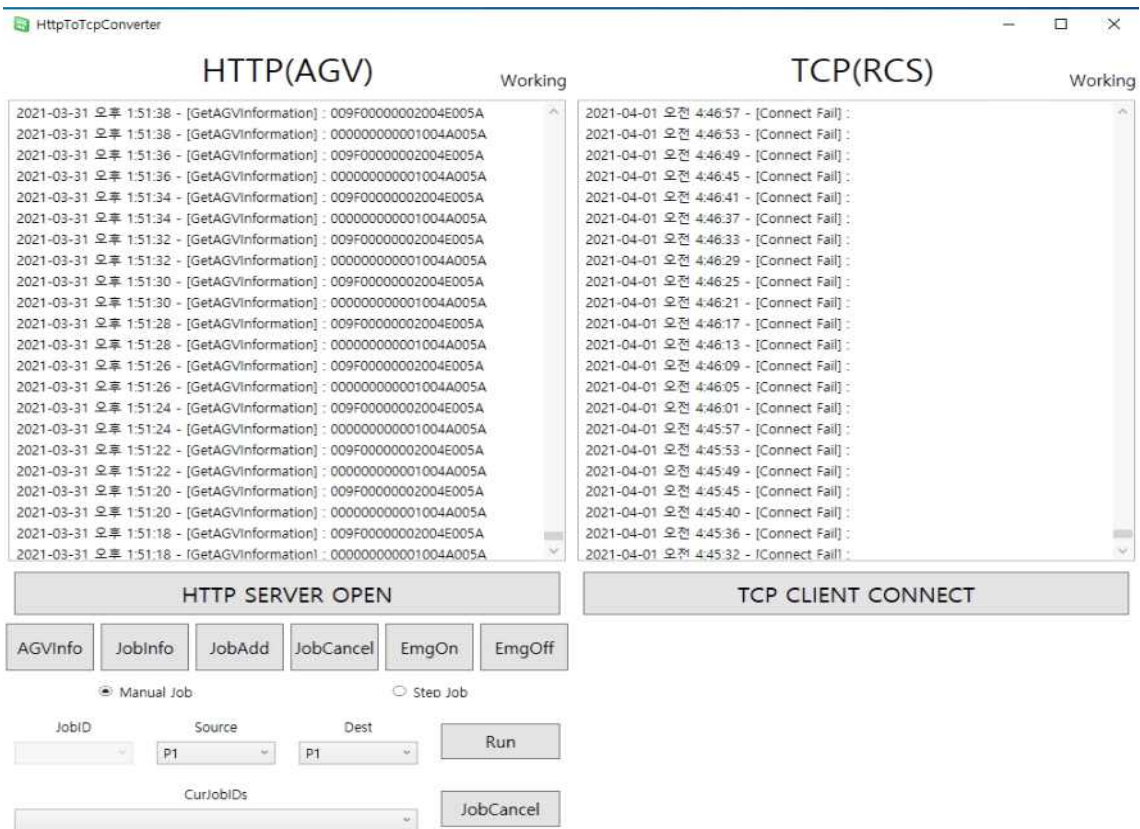 HttpToTcpConverter
HTTP(AGV)
Working
2021-03-31 오후 1:51:38 - [GetAGVInformation] : 009F00000002004E005A
2021-03-31 오후 1:51:38 - [GetAGVInformation] : 000000000001004A005A
2021-03-31 오후 1:51:36 - [GetAGVInformation] : 009F00000002004E005A
2021-03-31 오후 1:51:36 - [GetAGVInformation] : 000000000001004A005A
2021-03-31 오후 1:51:34 - [GetAGVInformation] : 009F00000002004E005A
2021-03-31 오후 1:51:34 - [GetAGVInformation] : 000000000001004A005A
2021-03-31 오후 1:51:32 - [GetAGVInformation] : 009F00000002004E005A
2021-03-31 오후 1:51:32 - [GetAGVInformation] : 000000000001004A005A
2021-03-31 오후 1:51:30 - [GetAGVInformation] : 009F00000002004E005A
2021-03-31 오후 1:51:30 - [GetAGVInformation] : 000000000001004A005A
2021-03-31 오후 1:51:28 - [GetAGVInformation] : 009F00000002004E005A
2021-03-31 오후 1:51:28 - [GetAGVInformation] : 000000000001004A005A
2021-03-31 오후 1:51:26 - [GetAGVInformation] : 009F00000002004E005A
2021-03-31 오후 1:51:26 - [GetAGVInformation] : 000000000001004A005A
2021-03-31 오후 1:51:24 - [GetAGVInformation] : 009F00000002004E005A
2021-03-31 오후 1:51:24 - [GetAGVInformation] : 000000000001004A005A
2021-03-31 오후 1:51:22 - [GetAGVInformation] : 009F00000002004E005A
2021-03-31 오후 1:51:22 - [GetAGVInformation] : 000000000001004A005A
2021-03-31 오후 1:51:20 - [GetAGVInformation] : 009F00000002004E005A
2021-03-31 오후 1:51:20 - [GetAGVInformation] : 000000000001004A005A
2021-03-31 오후 1:51:18 - [GetAGVInformation] : 009F00000002004E005A
2021-03-31 오후 1:51:18 - [GetAGVInformation] : 000000000001004A005A
HTTP SERVER OPEN
AGVInfo JobInfo JobAdd JobCancel EmgOn EmgOff
Manual Job Step Job
JobID Source Dest
P1 P1 Run
CurJobIDs
JobCancel
TCP(RCS)
Working
2021-04-01 오전 4:46:57 - [Connect Fail] :
2021-04-01 오전 4:46:53 - [Connect Fail] :
2021-04-01 오전 4:46:49 - [Connect Fail] :
2021-04-01 오전 4:46:45 - [Connect Fail] :
2021-04-01 오전 4:46:41 - [Connect Fail] :
2021-04-01 오전 4:46:37 - [Connect Fail] :
2021-04-01 오전 4:46:33 - [Connect Fail] :
2021-04-01 오전 4:46:29 - [Connect Fail] :
2021-04-01 오전 4:46:25 - [Connect Fail] :
2021-04-01 오전 4:46:21 - [Connect Fail] :
2021-04-01 오전 4:46:17 - [Connect Fail] :
2021-04-01 오전 4:46:13 - [Connect Fail] :
2021-04-01 오전 4:46:09 - [Connect Fail] :
2021-04-01 오전 4:46:05 - [Connect Fail] :
2021-04-01 오전 4:46:01 - [Connect Fail] :
2021-04-01 오전 4:45:57 - [Connect Fail] :
2021-04-01 오전 4:45:53 - [Connect Fail] :
2021-04-01 오전 4:45:49 - [Connect Fail] :
2021-04-01 오전 4:45:45 - [Connect Fail] :
2021-04-01 오전 4:45:40 - [Connect Fail] :
2021-04-01 오전 4:45:36 - [Connect Fail] :
2021-04-01 오전 4:45:32 - [Connect Fail] :
TCP CLIENT CONNECT